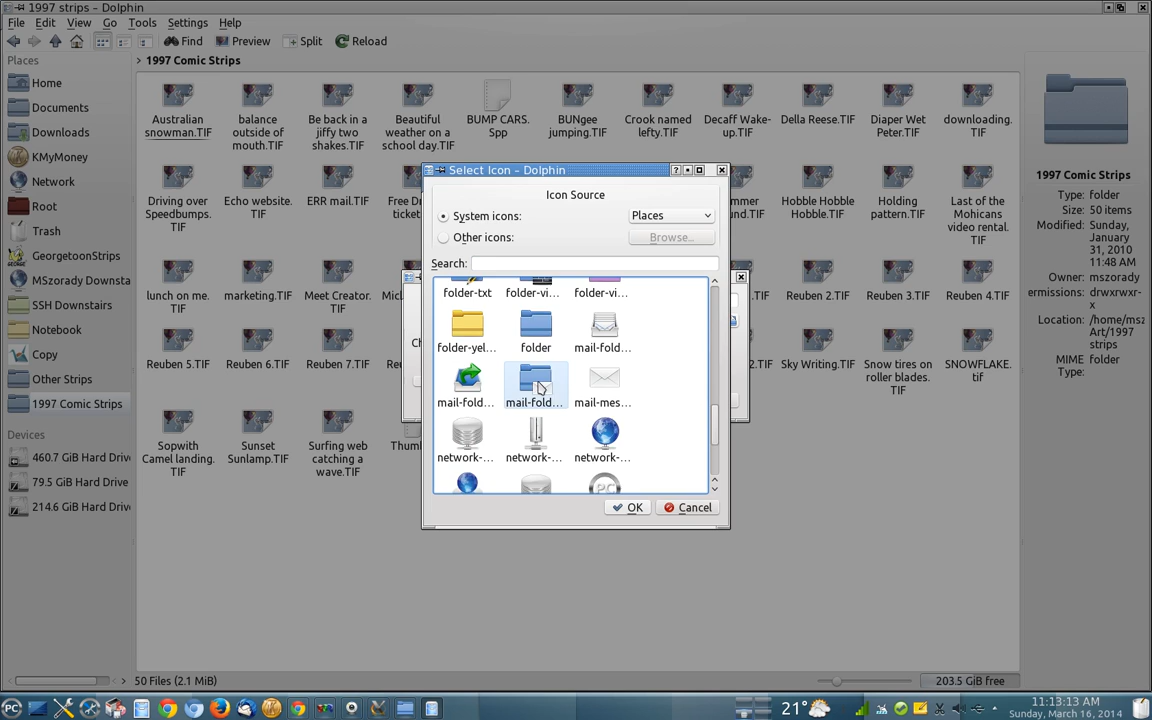 1997 strips – Dolphin
File Edit View Go Tools Settings Help
Find Preview Split Reload
Places
Home
Documents
Downloads
KMyMoney
Network
Root
Trash
GeorgetoonStrips
MSzorady Downsta
SSH Downstairs
Notebook
Copy
Other Strips
1997 Comic Strips
Devices
460.7 GiB Hard Drive
79.5 GiB Hard Drive
214.6 GiB Hard Drive
› 1997 Comic Strips
Australian
snowman.TIF
balance
outside of
mouth.TIF
Be back in a
jiffy two
shakes.TIF
Beautiful
weather on a
school day.TIF
BUMP CARS.
Spp
BUNgee
jumping.TIF
Crook named
lefty.TIF
Decaff Wake-
up.TIF
Della Reese.TIF
Diaper Wet
Peter.TIF
downloading.
TIF
Driving over
Speedbumps.
TIF
Echo website.
TIF
ERR mail.TIF
Hobble Hobble
Hobble.TIF
Holding
pattern.TIF
Last of the
Mohicans
video rental.
TIF
lunch on me.
TIF
marketing.TIF
Meet Creator.
TIF
Reuben 2.TIF
Reuben 3.TIF
Reuben 4.TIF
Reuben 5.TIF
Reuben 6.TIF
Reuben 7.TIF
Sky Writing.TIF
Snow tires on
roller blades.
TIF
SNOWFLAKE.
tif
Sopwith
Camel landing.
TIF
Sunset
Sunlamp.TIF
Surfing web
catching a
wave.TIF
Select Icon – Dolphin
Icon Source
System icons: Places
Other icons: Browse...
Search:
folder-txt folder-vi... folder-vi...
folder-yel... folder mail-fold...
mail-fold... mail-fold... mail-mes...
network-... network-... network-...
PC
OK Cancel
1997 Comic Strips
Type: folder
Size: 50 items
Modified: Sunday,
January
31, 2010
11:48 AM
Owner: mszorady
ermissions: drwxrwxr-
x
Location: /home/msz
Art/1997
strips
MIME folder
Type:
50 Files (2.1 MiB)
203.5 GiB free
PC
21°
11:13:13 AM
Sunday, March 16, 2014